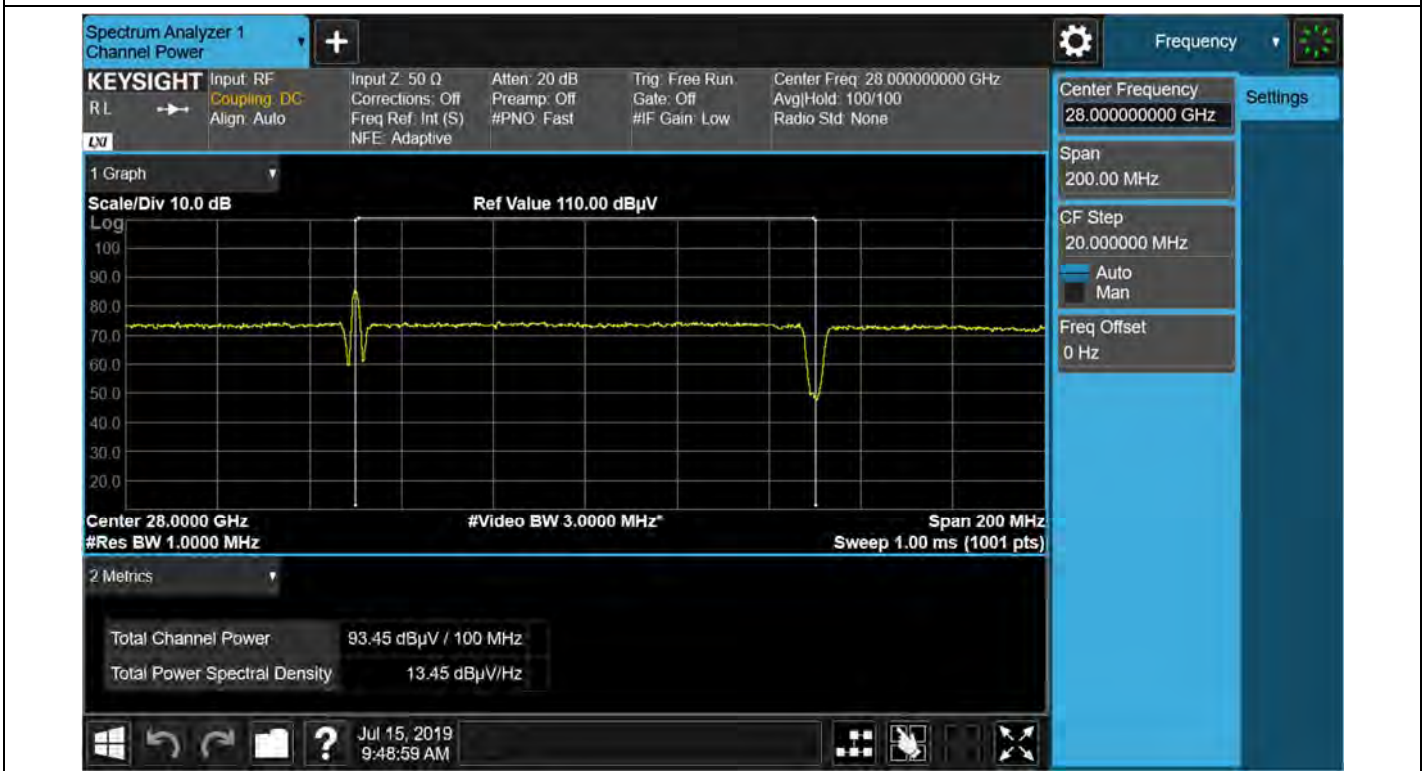 Spectrum Analyzer 1
Channel Power
Frequency
KEYSIGHT
RL
LXI
Input: RF
Coupling: DC
Align: Auto
Input Z: 50 Ω
Corrections: Off
Freq Ref: Int (S)
NFE: Adaptive
Atten: 20 dB
Preamp: Off
#PNO: Fast
Trig: Free Run
Gate: Off
#IF Gain: Low
Center Freq: 28.000000000 GHz
Avg|Hold: 100/100
Radio Std: None
Center Frequency
28.000000000 GHz
Settings
Span
200.00 MHz
CF Step
20.000000 MHz
Auto
Man
Freq Offset
0 Hz
1 Graph
Scale/Div 10.0 dB
Ref Value 110.00 dBµV
Log
100
90.0
80.0
70.0
60.0
50.0
40.0
30.0
20.0
Center 28.0000 GHz
#Video BW 3.0000 MHz*
Span 200 MHz
#Res BW 1.0000 MHz
Sweep 1.00 ms (1001 pts)
2 Metrics
Total Channel Power
93.45 dBµV / 100 MHz
Total Power Spectral Density
13.45 dBµV/Hz
?
Jul 15, 2019
9:48:59 AM